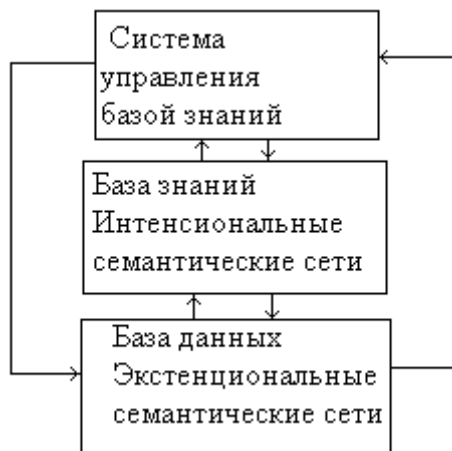 Система
управления
базой знаний
База знаний
Интенсиональные
семантические сети
База данных
Экстенциональные
семантические сети